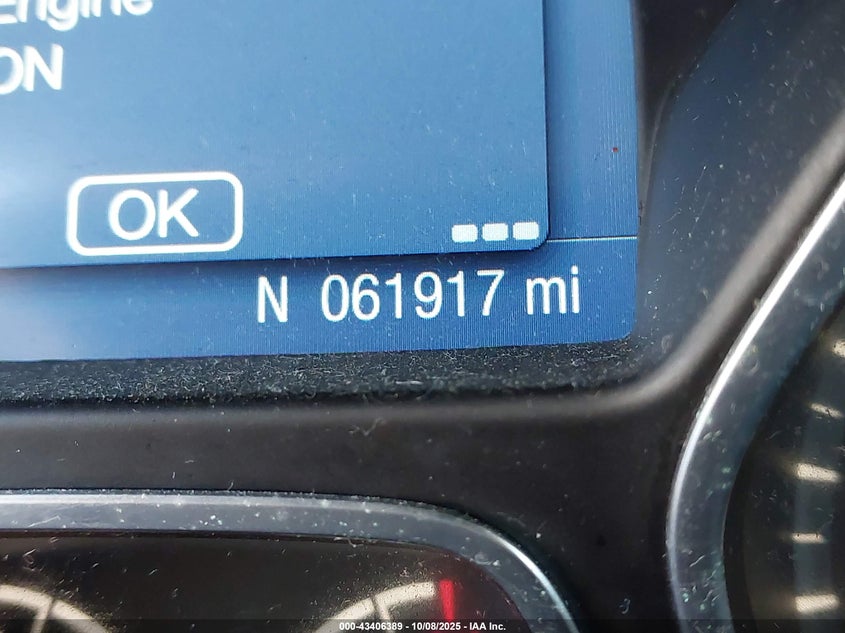 Engine
ON
OK
N 061917 mi
000-43406389 - 10/08/2025 - IAA Inc.